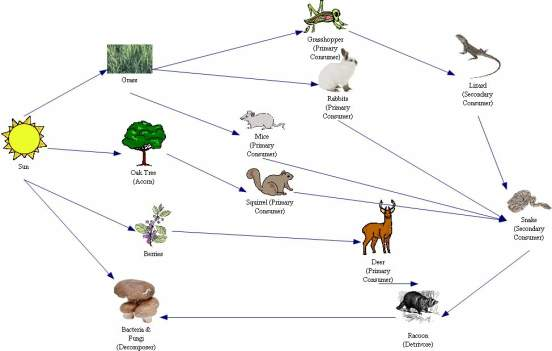 Grasshopper
(Primary
Consumer)
Grass
Lizard
(Secondary
Consumer)
Rabbits
(Primary
Consumer)
Mice
(Primary
Consumer)
Sun
Oak Tree
(Acorn)
Squirrel (Primary
Consumer)
Snake
(Secondary
Consumer)
Berries
Deer
(Primary
Consumer)
Bacteria &
Fungi
(Decomposer)
Racoon
(Detrivore)